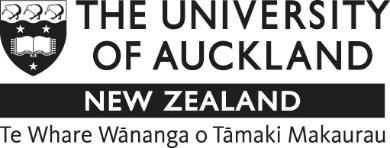 THE UNIVERSITY
OF AUCKLAND
NEW ZEALAND
Te Whare Wānanga o Tāmaki Makaurau